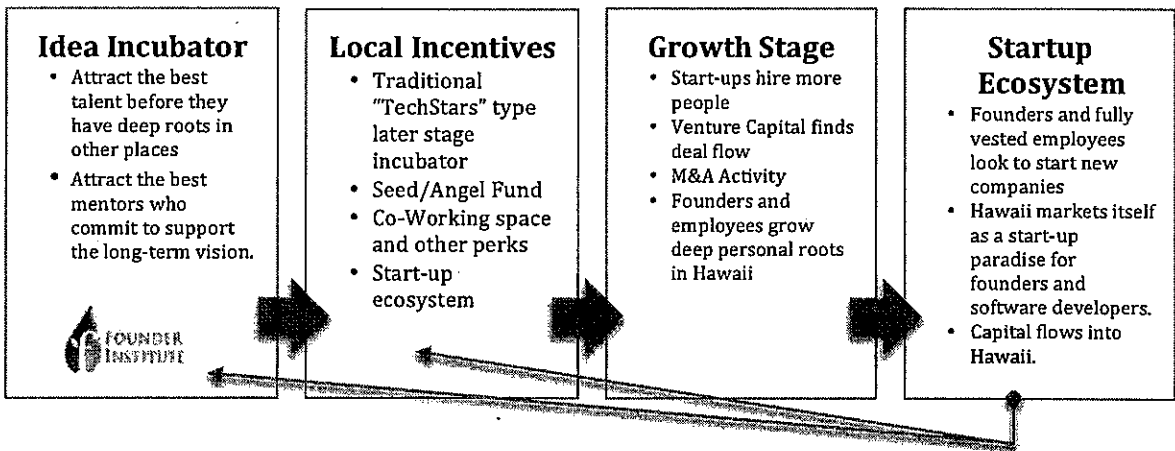 Idea Incubator
• Attract the best
talent before they
have deep roots in
other places
• Attract the best
mentors who
commit to support
the long-term vision.
FOUNDER
INSTITUTE
Local Incentives
• Traditional
"TechStars" type
later stage
incubator
• Seed/Angel Fund
• Co-Working space
and other perks
• Start-up
ecosystem
Growth Stage
• Start-ups hire more
people
• Venture Capital finds
deal flow
• M&A Activity
• Founders and
employees grow
deep personal roots
in Hawaii
Startup
Ecosystem
• Founders and fully
vested employees
look to start new
companies
• Hawaii markets itself
as a start-up
paradise for
founders and
software developers.
• Capital flows into
Hawaii.